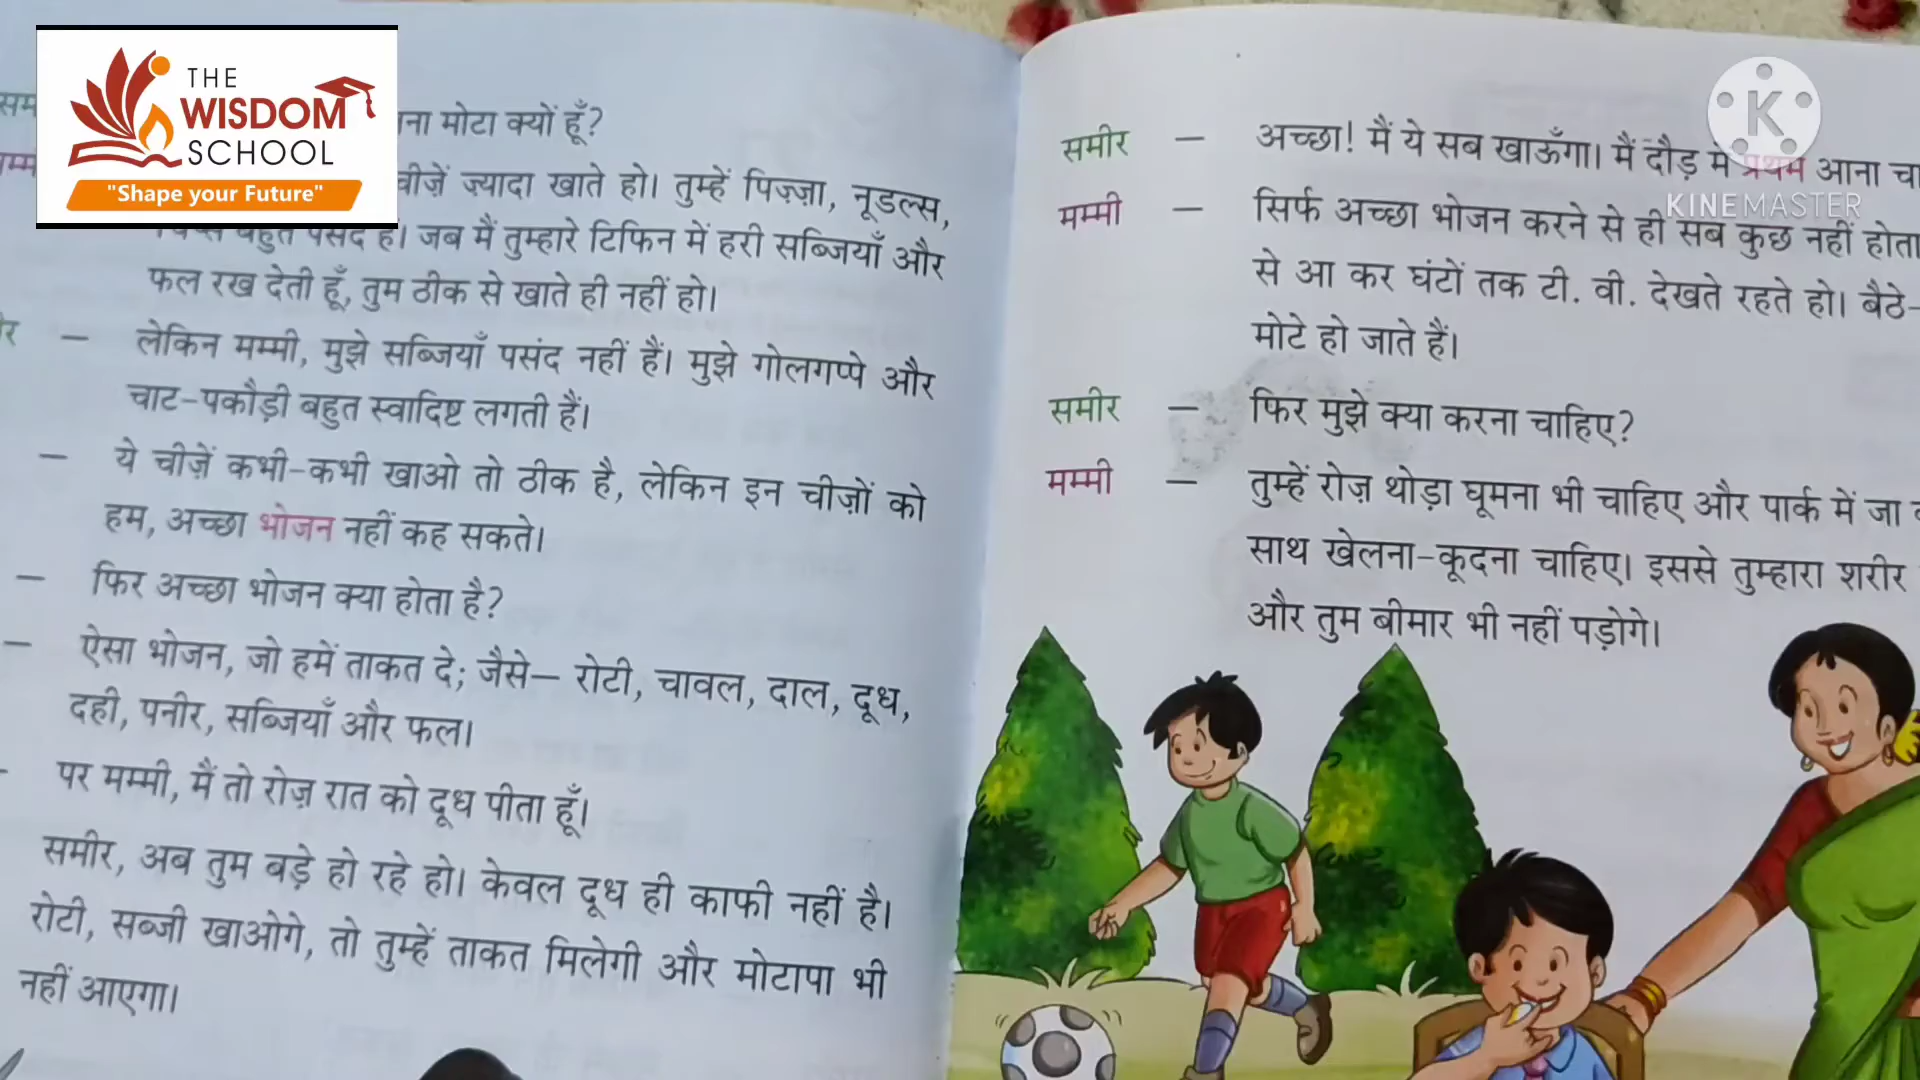 THE
WISDOM
SCHOOL
"Shape your Future"
मोटा क्यों हूँ?
चीज़ें ज़्यादा खाते हो। तुम्हें पिज़्ज़ा, नूडल्स,
बहुत पसंद हैं। जब मैं तुम्हारे टिफिन में हरी सब्जियाँ और
फल रख देती हूँ, तुम ठीक से खाते ही नहीं हो।
— लेकिन मम्मी, मुझे सब्जियाँ पसंद नहीं हैं। मुझे गोलगप्पे और
चाट-पकौड़ी बहुत स्वादिष्ट लगती हैं।
— ये चीज़ें कभी-कभी खाओ तो ठीक है, लेकिन इन चीज़ों को
हम, अच्छा भोजन नहीं कह सकते।
— फिर अच्छा भोजन क्या होता है?
— ऐसा भोजन, जो हमें ताकत दे; जैसे— रोटी, चावल, दाल, दूध,
दही, पनीर, सब्जियाँ और फल।
- पर मम्मी, मैं तो रोज़ रात को दूध पीता हूँ।
समीर, अब तुम बड़े हो रहे हो। केवल दूध ही काफी नहीं है।
रोटी, सब्जी खाओगे, तो तुम्हें ताकत मिलेगी और मोटापा भी
नहीं आएगा।
समीर — अच्छा! मैं ये सब खाऊँगा। मैं दौड़ में प्रथम आना
मम्मी — सिर्फ अच्छा भोजन करने से ही सब कुछ नहीं होता
से आ कर घंटों तक टी. वी. देखते रहते हो। बैठे-
मोटे हो जाते हैं।
समीर — फिर मुझे क्या करना चाहिए?
मम्मी — तुम्हें रोज़ थोड़ा घूमना भी चाहिए और पार्क में जा
साथ खेलना-कूदना चाहिए। इससे तुम्हारा शरीर
और तुम बीमार भी नहीं पड़ोगे।
K
KINEMASTER